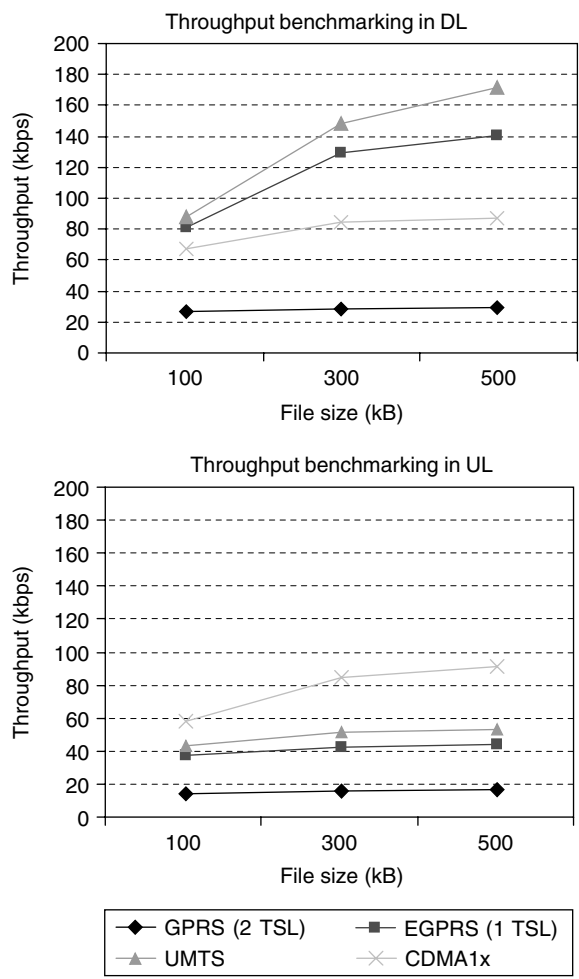 Throughput benchmarking in DL
Throughput (kbps)
200
180
160
140
120
100
80
60
40
20
0
100 300 500
File size (kB)
Throughput benchmarking in UL
Throughput (kbps)
200
180
160
140
120
100
80
60
40
20
0
100 300 500
File size (kB)
GPRS (2 TSL) EGPRS (1 TSL)
UMTS CDMA1x